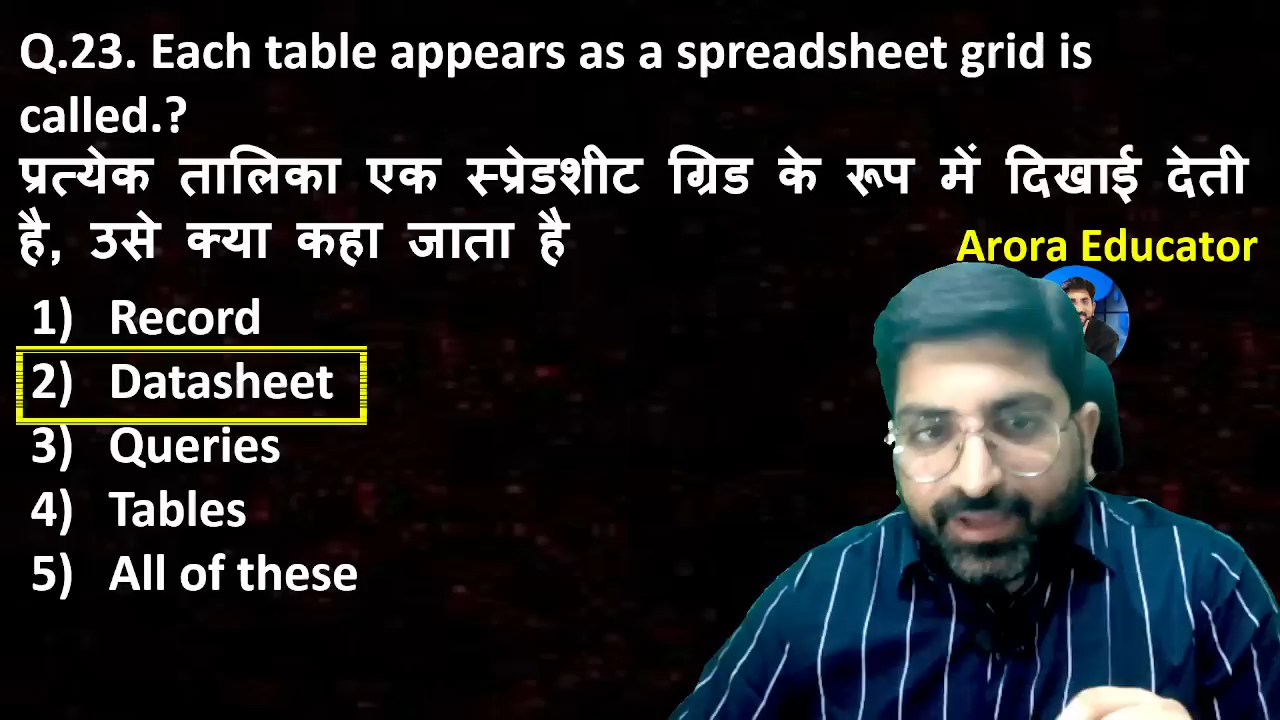 Q.23. Each table appears as a spreadsheet grid is
called.?
प्रत्येक तालिका एक स्प्रेडशीट ग्रिड के रूप में दिखाई देती
है, उसे क्या कहा जाता है
Arora Educator
1) Record
2) Datasheet
3) Queries
4) Tables
5) All of these